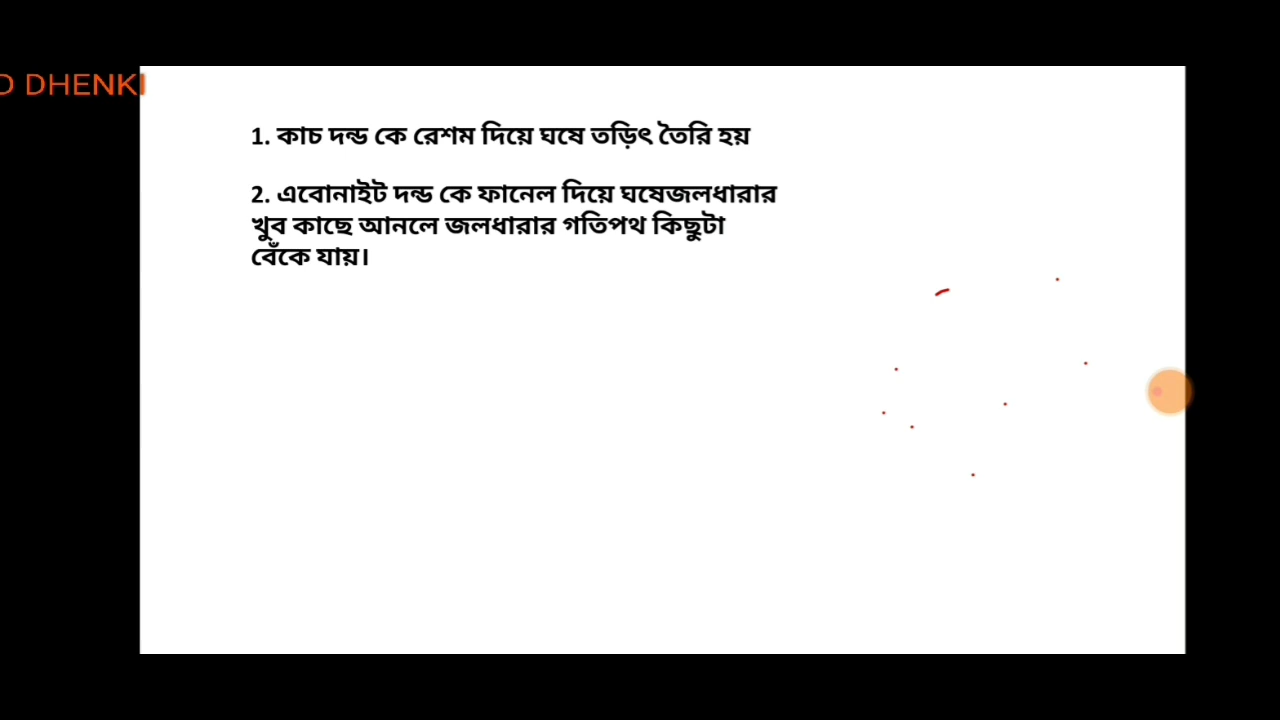 D DHENKI
1. কাচ দন্ড কে রেশম দিয়ে ঘষে তড়িৎ তৈরি হয়
2. এবোনাইট দন্ড কে ফানেল দিয়ে ঘষেজলধারার
খুব কাছে আনলে জলধারার গতিপথ কিছুটা
বেঁকে যায়।